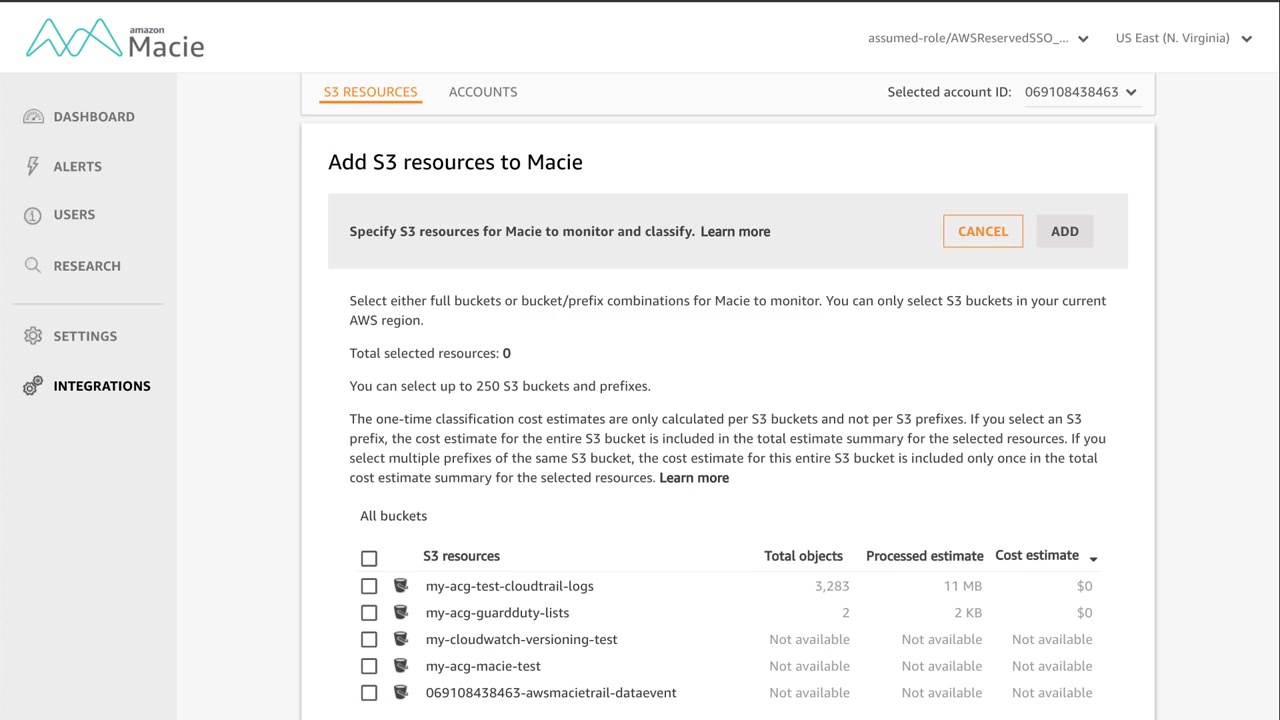 amazon
Macie
assumed-role/AWSReservedSSO_...
US East (N. Virginia)
S3 RESOURCES
ACCOUNTS
Selected account ID:
069108438463
DASHBOARD
ALERTS
USERS
RESEARCH
SETTINGS
INTEGRATIONS
Add S3 resources to Macie
Specify S3 resources for Macie to monitor and classify. Learn more
CANCEL
ADD
Select either full buckets or bucket/prefix combinations for Macie to monitor. You can only select S3 buckets in your current
AWS region.
Total selected resources: 0
You can select up to 250 S3 buckets and prefixes.
The one-time classification cost estimates are only calculated per S3 buckets and not per S3 prefixes. If you select an S3
prefix, the cost estimate for the entire S3 bucket is included in the total estimate summary for the selected resources. If you
select multiple prefixes of the same S3 bucket, the cost estimate for this entire S3 bucket is included only once in the total
cost estimate summary for the selected resources. Learn more
All buckets
S3 resources Total objects Processed estimate Cost estimate
my-acg-test-cloudtrail-logs 3,283 11 MB $0
my-acg-guardduty-lists 2 2 KB $0
my-cloudwatch-versioning-test Not available Not available Not available
my-acg-macie-test Not available Not available Not available
069108438463-awsmacietrail-dataevent Not available Not available Not available